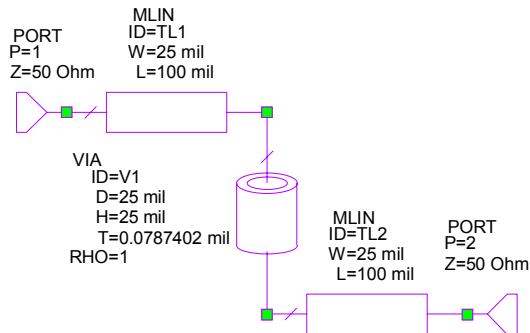 PORT
P=1
Z=50 Ohm
MLIN
ID=TL1
W=25 mil
L=100 mil
VIA
ID=V1
D=25 mil
H=25 mil
T=0.0787402 mil
RHO=1
MLIN
ID=TL2
W=25 mil
L=100 mil
PORT
P=2
Z=50 Ohm